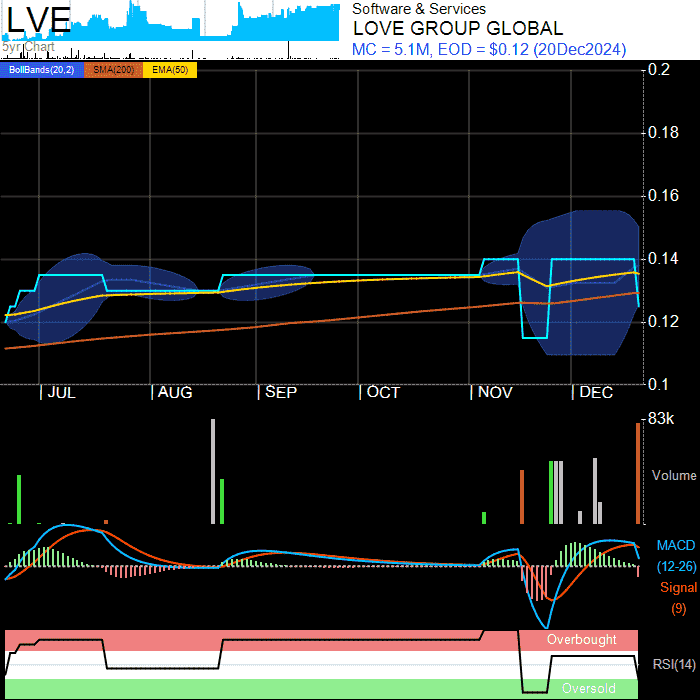 LVE
Software & Services
LOVE GROUP GLOBAL
MC = 5.1M, EOD = $0.12 (20Dec2024)
5yr Chart
BollBands(20,2) SMA(200) EMA(50)
0.2
0.18
0.16
0.14
0.12
0.1
JUL AUG SEP OCT NOV DEC
83k
Volume
MACD
(12-26)
Signal
(9)
Overbought
RSI(14)
Oversold